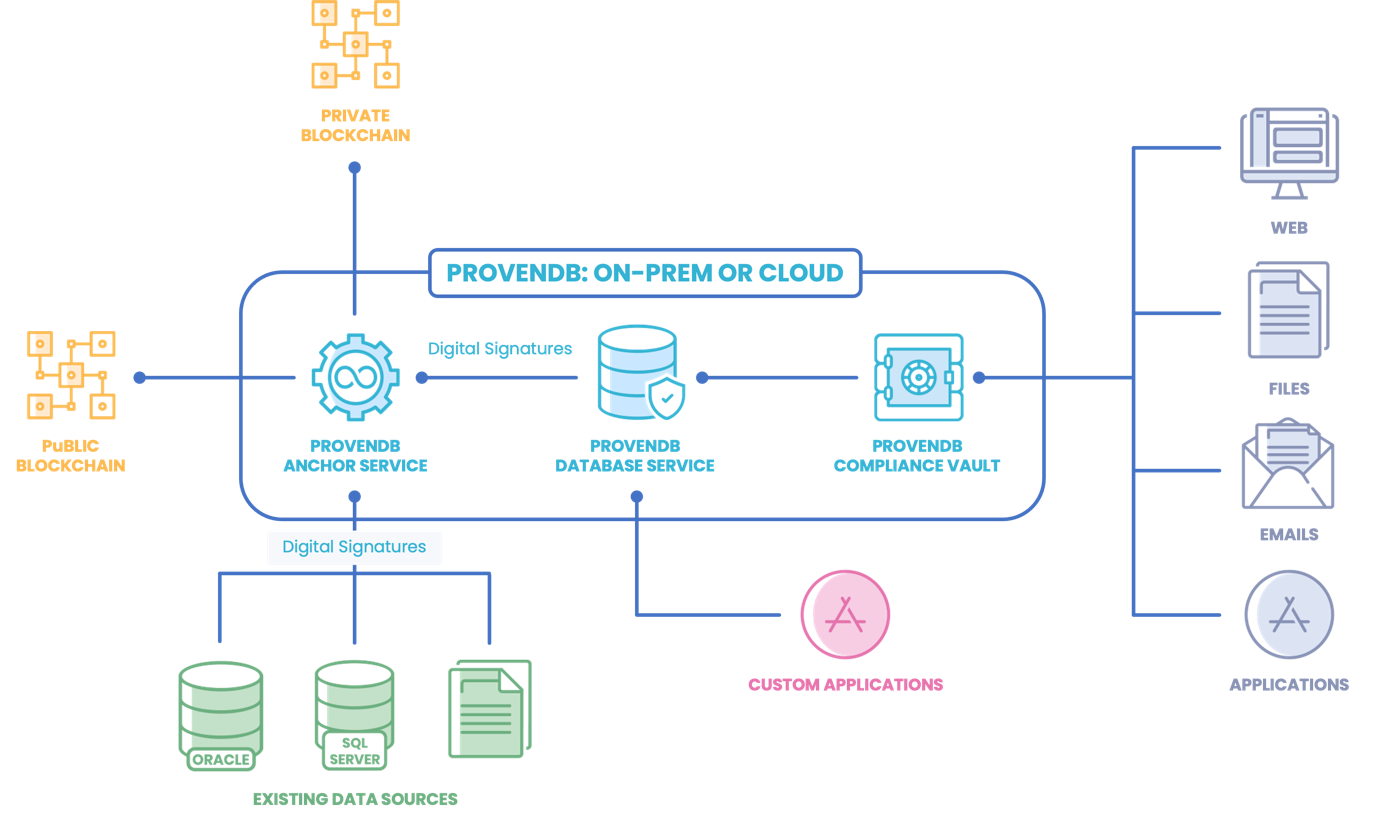 PRIVATE
BLOCKCHAIN
WEB
PROVENDB: ON-PREM OR CLOUD
Digital Signatures
FILES
PuBLIC
BLOCKCHAIN
PROVENDB
ANCHOR SERVICE
PROVENDB
DATABASE SERVICE
PROVENDB
COMPLIANCE VAULT
EMAILS
Digital Signatures
CUSTOM APPLICATIONS
APPLICATIONS
ORACLE
SQL
SERVER
EXISTING DATA SOURCES